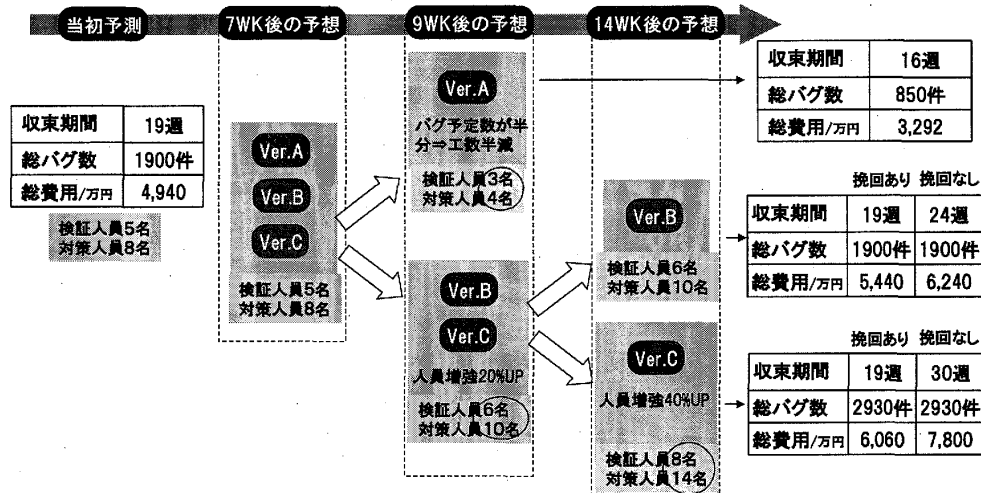 当初予測
7WK後の予想
9WK後の予想
14WK後の予想
収束期間 19週
総バグ数 1900件
総費用/万円 4,940
検証人員5名
対策人員8名
Ver.A
Ver.B
Ver.C
検証人員5名
対策人員8名
Ver.A
バグ予定数が半
分⇒工数半減
検証人員3名
対策人員4名
Ver.B
Ver.C
人員増強20%UP
検証人員6名
対策人員10名
Ver.B
検証人員6名
対策人員10名
Ver.C
人員増強40%UP
検証人員8名
対策人員14名
収束期間 16週
総バグ数 850件
総費用/万円 3,292
挽回あり 挽回なし
収束期間 19週 24週
総バグ数 1900件 1900件
総費用/万円 5,440 6,240
挽回あり 挽回なし
収束期間 19週 30週
総バグ数 2930件 2930件
総費用/万円 6,060 7,800